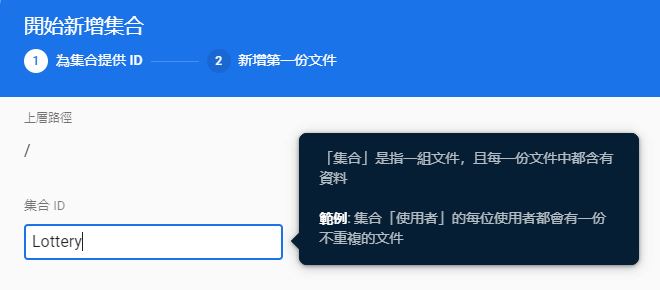 開始新增集合
1 為集合提供 ID
2 新增第一份文件
上層路徑
/
「集合」是指一組文件，且每一份文件中都含有
資料
範例: 集合「使用者」的每位使用者都會有一份
不重複的文件
集合 ID
Lottery